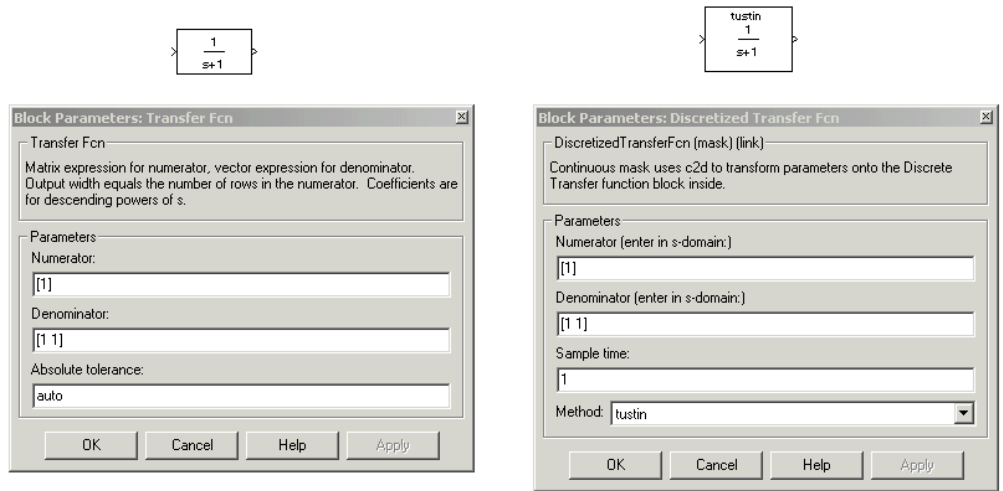 1
s+1
Block Parameters: Transfer Fcn
Transfer Fcn
Matrix expression for numerator, vector expression for denominator.
Output width equals the number of rows in the numerator.  Coefficients are
for descending powers of s.
Parameters
Numerator:
[1]
Denominator:
[1 1]
Absolute tolerance:
auto
OK Cancel Help Apply
tustin
1
s+1
Block Parameters: Discretized Transfer Fcn
DiscretizedTransferFcn (mask) (link)
Continuous mask uses c2d to transform parameters onto the Discrete
Transfer function block inside.
Parameters
Numerator (enter in s-domain:)
[1]
Denominator (enter in s-domain:)
[1 1]
Sample time:
1
Method: tustin
OK Cancel Help Apply